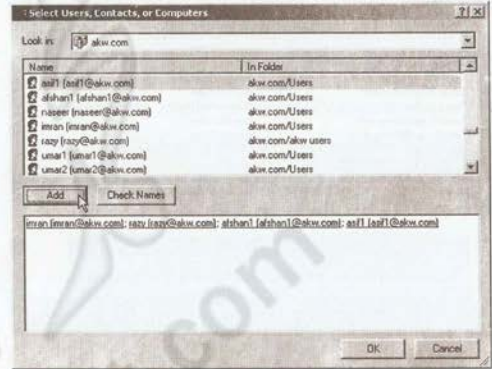 Select Users, Contacts, or Computers
Look in: akw.com
Name In Folder
asif1 (asif1@akw.com) akw.com/Users
afshan1 (afshan1@akw.com) akw.com/Users
naseer (naseer@akw.com) akw.com/Users
imran (imran@akw.com) akw.com/Users
razy (razy@akw.com) akw.com/akw users
umar1 (umar1@akw.com) akw.com/Users
umar2 (umar2@akw.com) akw.com/Users
Add Check Names
imran (imran@akw.com); razy (razy@akw.com); afshan1 (afshan1@akw.com); asif1 (asif1@akw.com)
OK Cancel